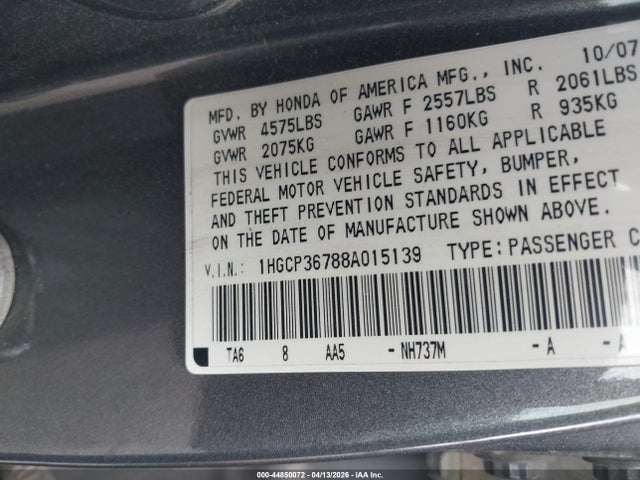 10/07
MFD. BY HONDA OF AMERICA MFG., INC.
GVWR 4575LBS GAWR F 2557LBS R 2061LBS
GVWR 2075KG GAWR F 1160KG R 935KG
THIS VEHICLE CONFORMS TO ALL APPLICABLE
FEDERAL MOTOR VEHICLE SAFETY, BUMPER,
AND THEFT PREVENTION STANDARDS IN EFFECT
ON THE DATE OF MANUFACTURE SHOWN ABOVE.
V.I.N.: 1HGCP36788A015139 TYPE:PASSENGER C
TA6 8 AA5 - NH737M - A - A
000-44850072 - 04/13/2026 - IAA Inc.